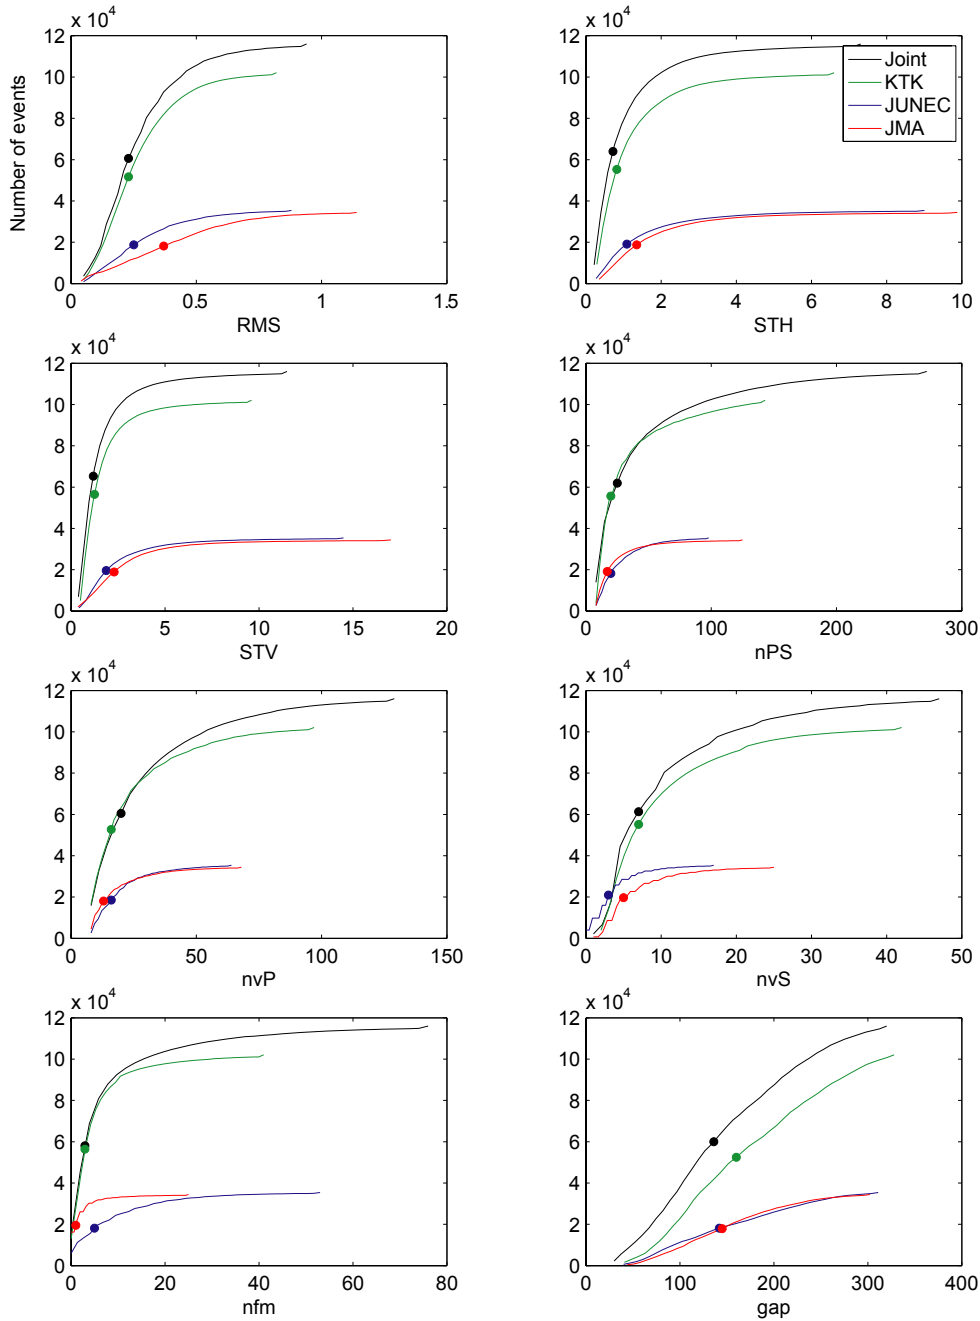 x 10^4
12
10
8
6
4
2
0
Number of events
0 0.5 1 1.5
RMS
x 10^4
12
10
8
6
4
2
0
Joint
KTK
JUNEC
JMA
0 2 4 6 8 10
STH
x 10^4
12
10
8
6
4
2
0
0 5 10 15 20
STV
x 10^4
12
10
8
6
4
2
0
0 100 200 300
nPS
x 10^4
12
10
8
6
4
2
0
0 50 100 150
nvP
x 10^4
12
10
8
6
4
2
0
0 10 20 30 40 50
nvS
x 10^4
12
10
8
6
4
2
0
0 20 40 60 80
nfm
x 10^4
12
10
8
6
4
2
0
0 100 200 300 400
gap